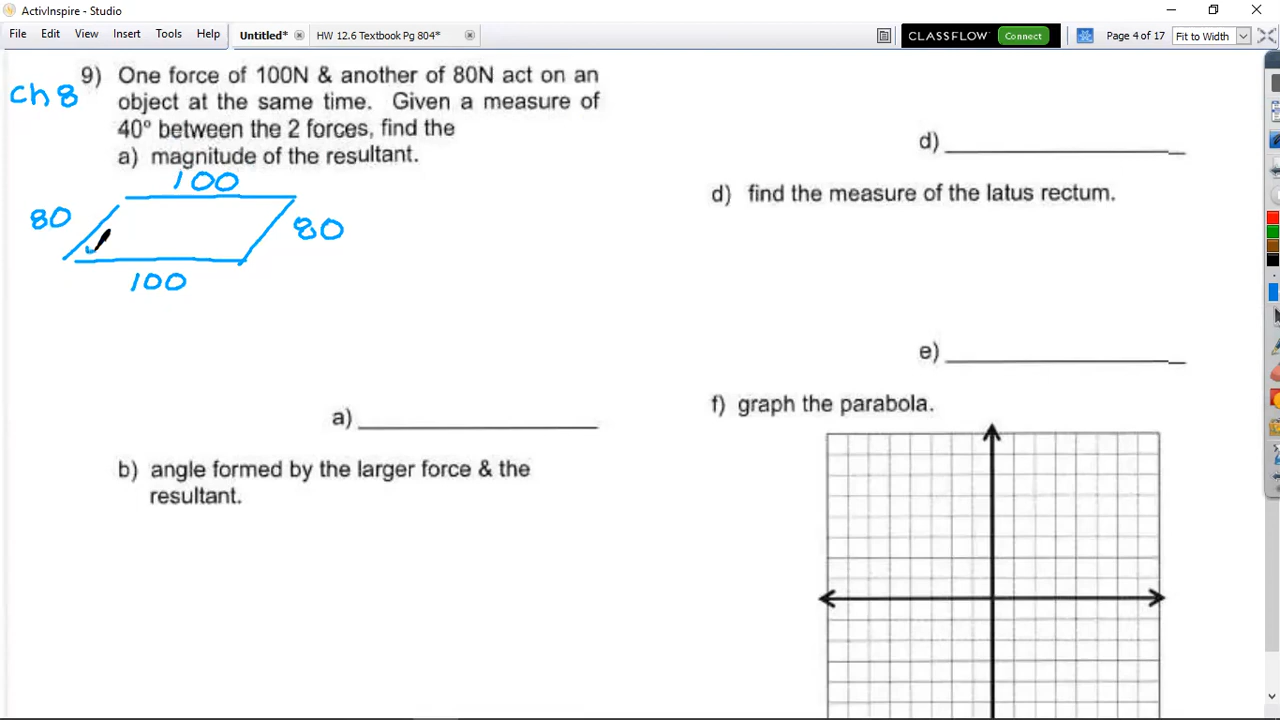 ActivInspire - Studio
File Edit View Insert Tools Help
Untitled* HW 12.6 Textbook Pg 804*
CLASSFLOW Connect
Page 4 of 17 Fit to Width
Ch 8
9) One force of 100N & another of 80N act on an
object at the same time. Given a measure of
40° between the 2 forces, find the
a) magnitude of the resultant.
100
80
80
100
a)
b) angle formed by the larger force & the
resultant.
d)
d) find the measure of the latus rectum.
e)
f) graph the parabola.